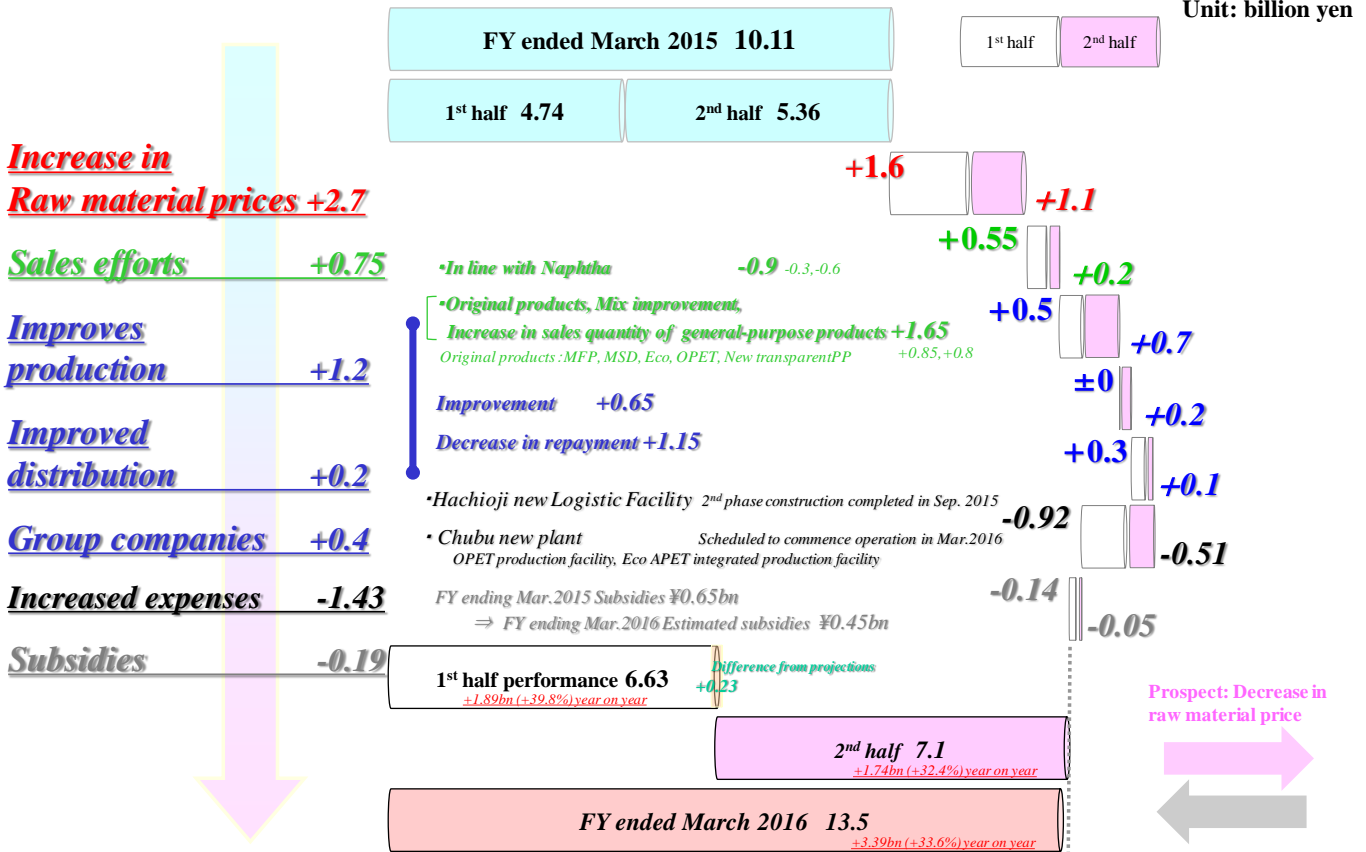 Unit: billion yen
FY ended March 2015 10.11
1st half
2nd half
1st half 4.74
2nd half 5.36
Increase in
Raw material prices +2.7
+1.6
+1.1
Sales efforts +0.75
+0.55
+0.2
・In line with Naphtha -0.9 -0.3,-0.6
・Original products, Mix improvement,
Increase in sales quantity of general-purpose products +1.65
Original products :MFP, MSD, Eco, OPET, New transparentPP +0.85, +0.8
Improves
production +1.2
+0.5
+0.7
Improvement +0.65
Decrease in repayment +1.15
±0
+0.2
Improved
distribution +0.2
+0.3
+0.1
・Hachioji new Logistic Facility 2nd phase construction completed in Sep. 2015
・Chubu new plant Scheduled to commence operation in Mar.2016
OPET production facility, Eco APET integrated production facility
Group companies +0.4
-0.92
-0.51
Increased expenses -1.43
FY ending Mar.2015 Subsidies ¥0.65bn
⇒ FY ending Mar.2016 Estimated subsidies ¥0.45bn
-0.14
-0.05
Subsidies -0.19
1st half performance 6.63
+1.89bn (+39.8%) year on year
Difference from projections
+0.23
Prospect: Decrease in
raw material price
2nd half 7.1
+1.74bn (+32.4%) year on year
FY ended March 2016 13.5
+3.39bn (+33.6%) year on year